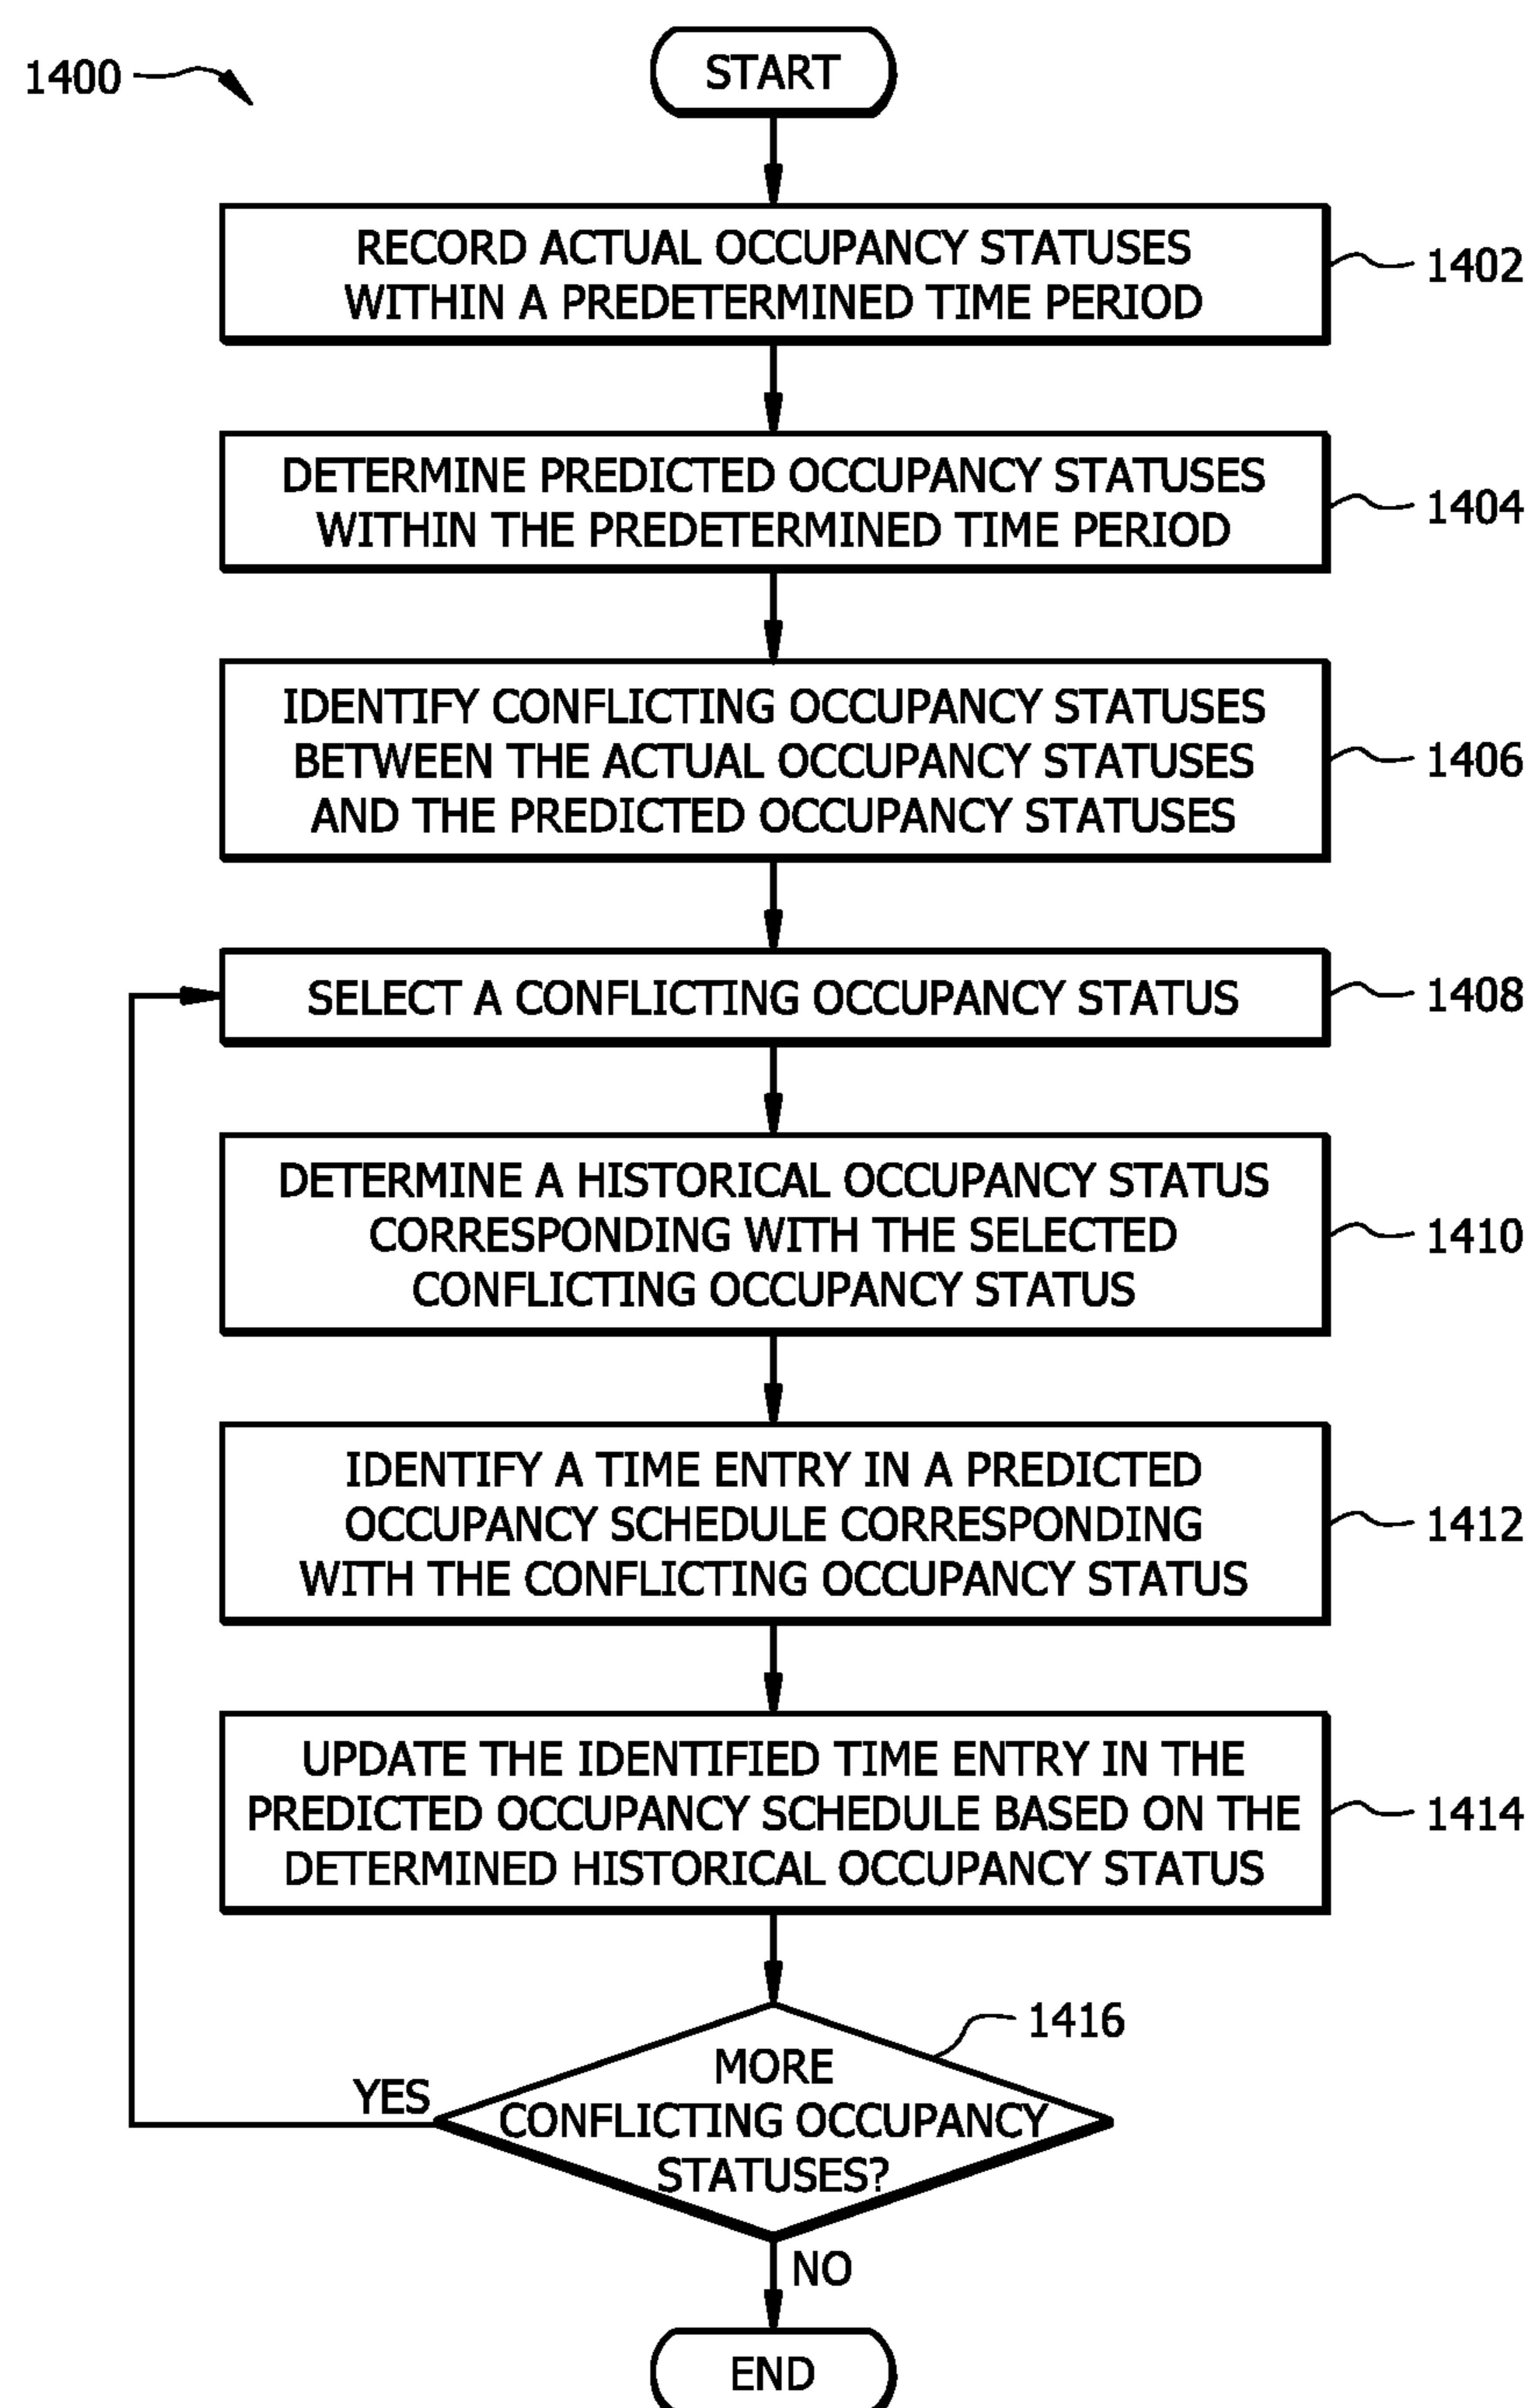 1400
START
RECORD ACTUAL OCCUPANCY STATUSES
WITHIN A PREDETERMINED TIME PERIOD
1402
DETERMINE PREDICTED OCCUPANCY STATUSES
WITHIN THE PREDETERMINED TIME PERIOD
1404
IDENTIFY CONFLICTING OCCUPANCY STATUSES
BETWEEN THE ACTUAL OCCUPANCY STATUSES
AND THE PREDICTED OCCUPANCY STATUSES
1406
SELECT A CONFLICTING OCCUPANCY STATUS
1408
DETERMINE A HISTORICAL OCCUPANCY STATUS
CORRESPONDING WITH THE SELECTED
CONFLICTING OCCUPANCY STATUS
1410
IDENTIFY A TIME ENTRY IN A PREDICTED
OCCUPANCY SCHEDULE CORRESPONDING
WITH THE CONFLICTING OCCUPANCY STATUS
1412
UPDATE THE IDENTIFIED TIME ENTRY IN THE
PREDICTED OCCUPANCY SCHEDULE BASED ON THE
DETERMINED HISTORICAL OCCUPANCY STATUS
1414
1416
MORE
CONFLICTING OCCUPANCY
STATUSES?
YES
NO
END